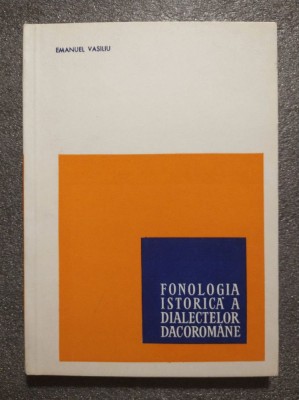 EMANUEL VASILIU
FONOLOGIA
ISTORICĂ A
DIALECTELOR
DACOROMÂNE